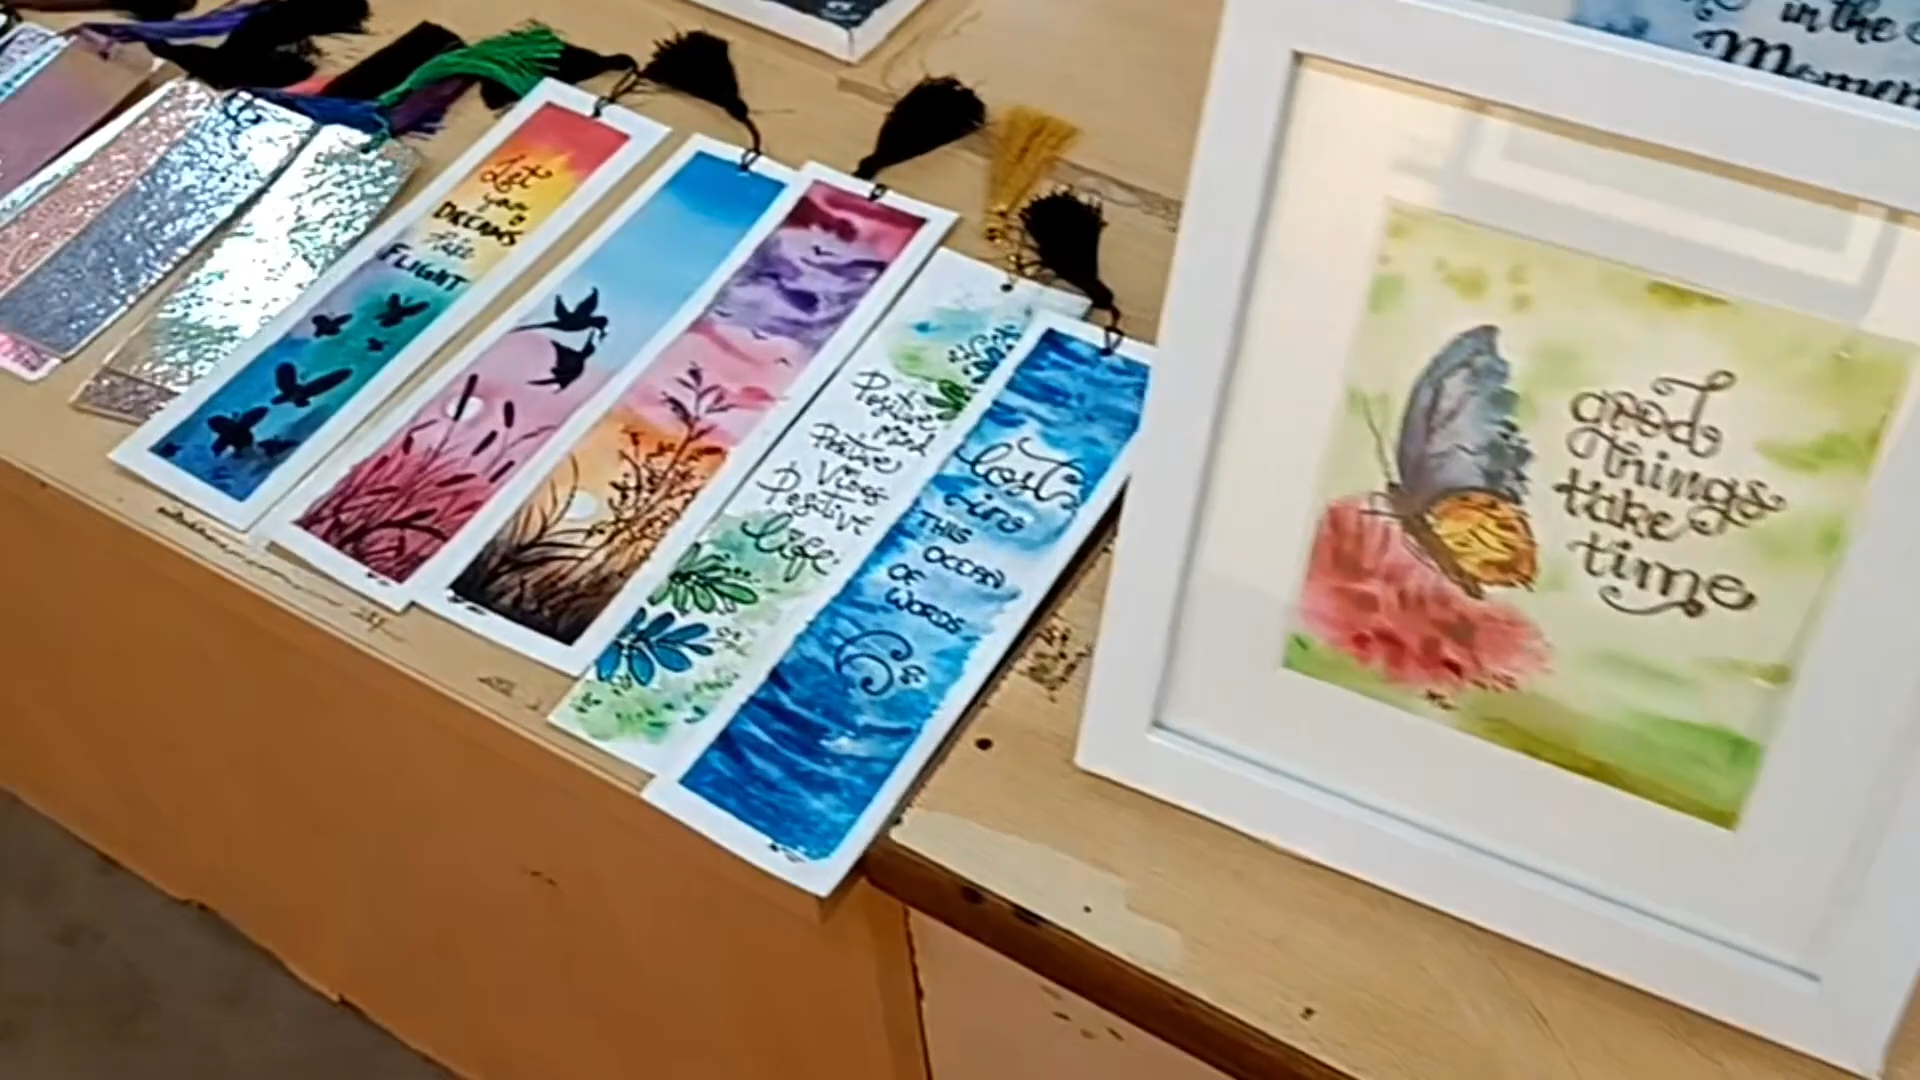 Let
your
DREAMS
take
FLIGHT
Positive
mind
Positive
Vibes
Positive
life.
lost
in
THIS
OCEAN
OF
WORDS
good
things
take
time
in the